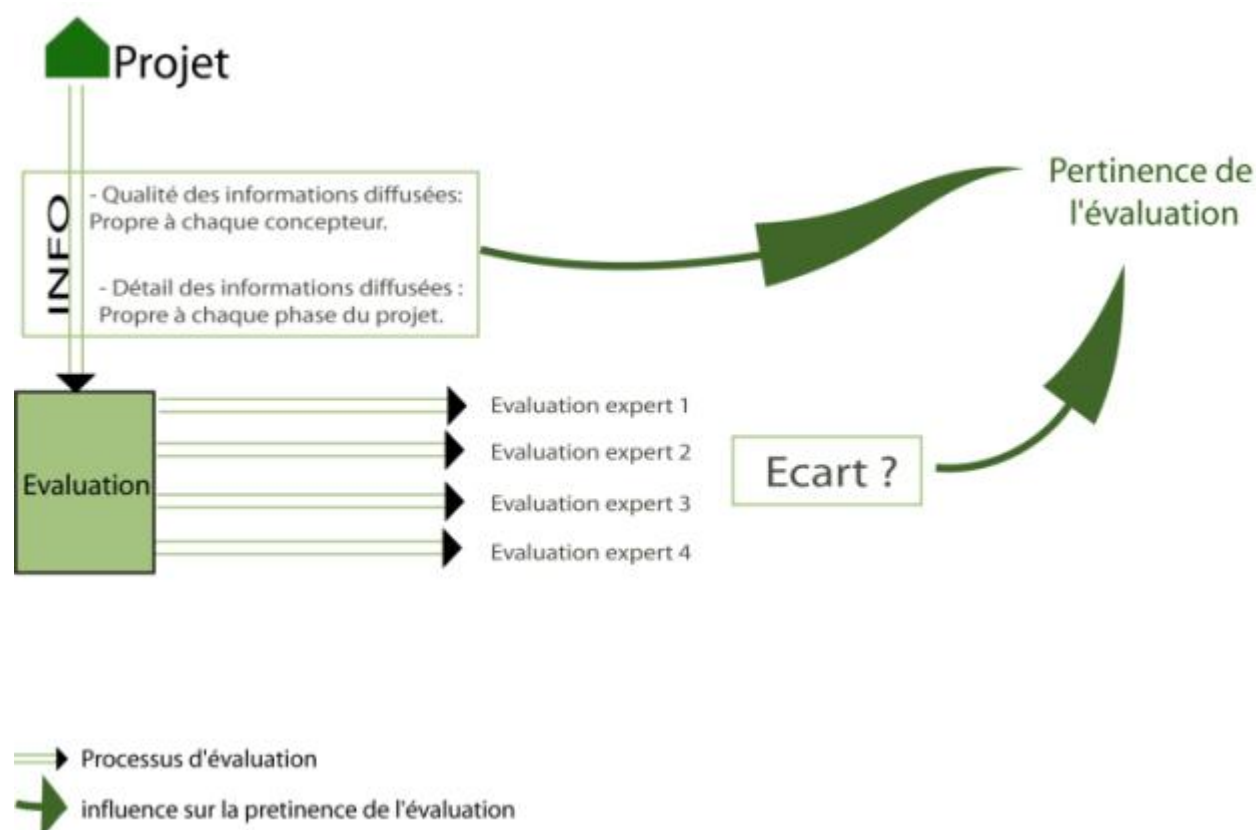 Projet
INFO
- Qualité des informations diffusées:
Propre à chaque concepteur.
- Détail des informations diffusées :
Propre à chaque phase du projet.
Pertinence de
l'évaluation
Evaluation
Evaluation expert 1
Evaluation expert 2
Evaluation expert 3
Evaluation expert 4
Ecart ?
Processus d'évaluation
influence sur la pretinence de l'évaluation